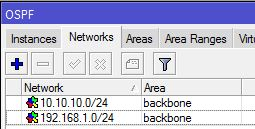 OSPF
Instances Networks Areas Area Ranges
Network Area
10.10.10.0/24 backbone
192.168.1.0/24 backbone